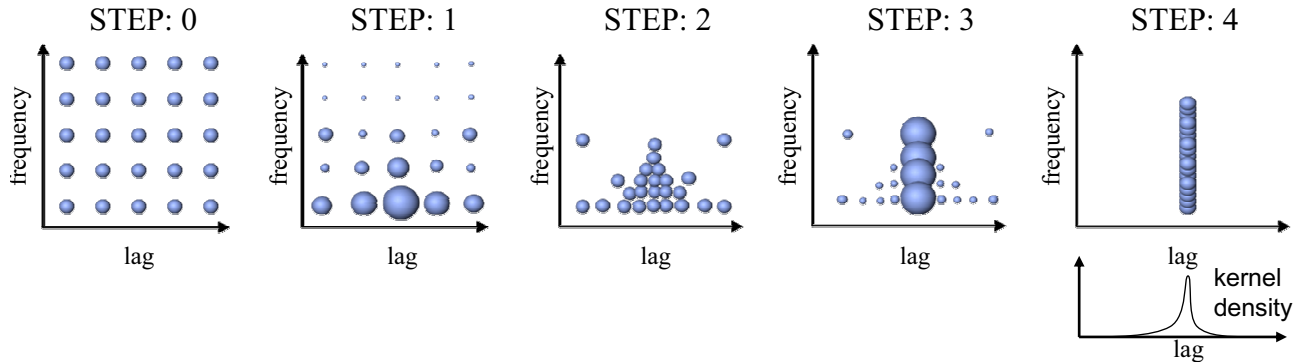 STEP: 0
STEP: 1
STEP: 2
STEP: 3
STEP: 4
frequency
lag
frequency
lag
frequency
lag
frequency
lag
frequency
lag
kernel
density
lag